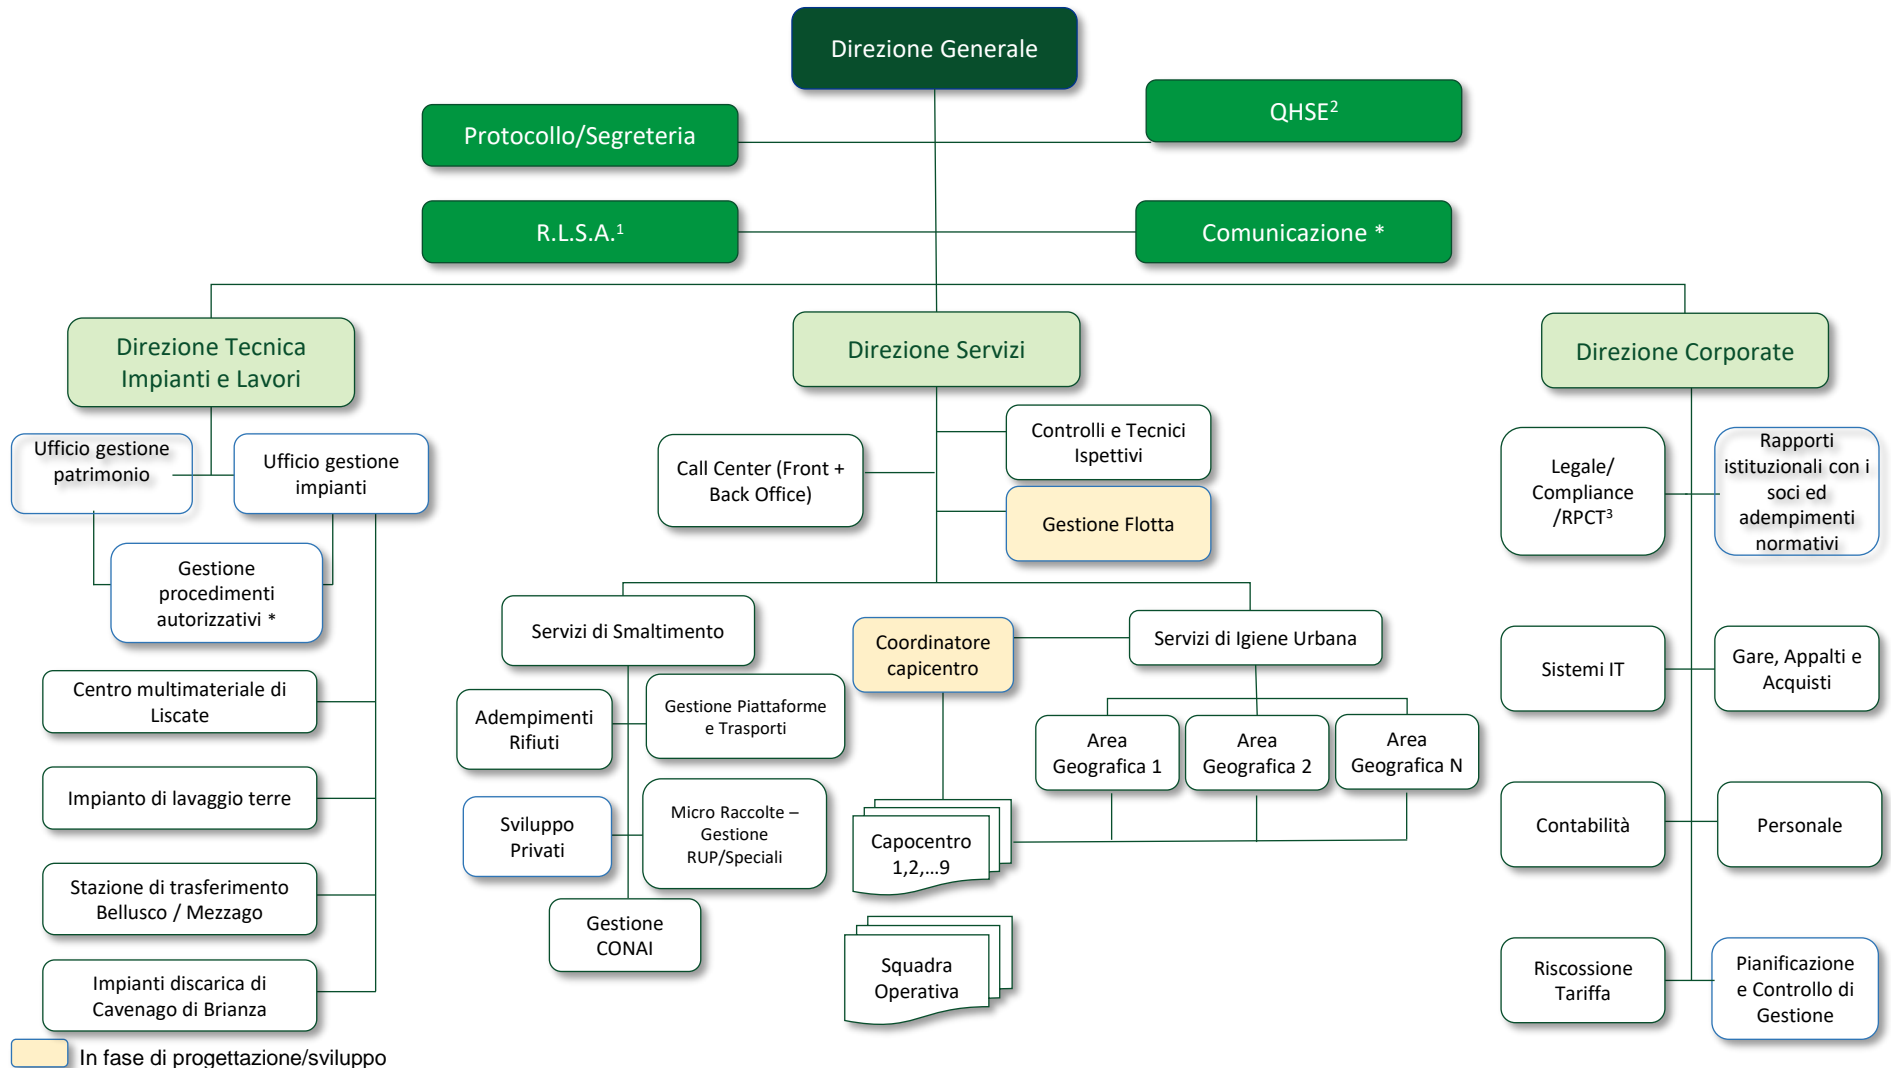 Direzione Generale
Protocollo/Segreteria
QHSE²
R.L.S.A.¹
Comunicazione *
Direzione Tecnica
Impianti e Lavori
Direzione Servizi
Direzione Corporate
Ufficio gestione
patrimonio
Ufficio gestione
impianti
Gestione
procedimenti
autorizzativi *
Centro multimateriale di
Liscate
Impianto di lavaggio terre
Stazione di trasferimento
Bellusco / Mezzago
Impianti discarica di
Cavenago di Brianza
Call Center (Front +
Back Office)
Controlli e Tecnici
Ispettivi
Gestione Flotta
Servizi di Smaltimento
Adempimenti
Rifiuti
Gestione Piattaforme
e Trasporti
Sviluppo
Privati
Micro Raccolte –
Gestione
RUP/Speciali
Gestione
CONAI
Coordinatore
capicentro
Servizi di Igiene Urbana
Area
Geografica 1
Area
Geografica 2
Area
Geografica N
Capocentro
1,2,...9
Squadra
Operativa
Legale/
Compliance
/RPCT³
Rapporti
istituzionali con i
soci ed
adempimenti
normativi
Sistemi IT
Gare, Appalti e
Acquisti
Contabilità
Personale
Riscossione
Tariffa
Pianificazione
e Controllo di
Gestione
In fase di progettazione/sviluppo